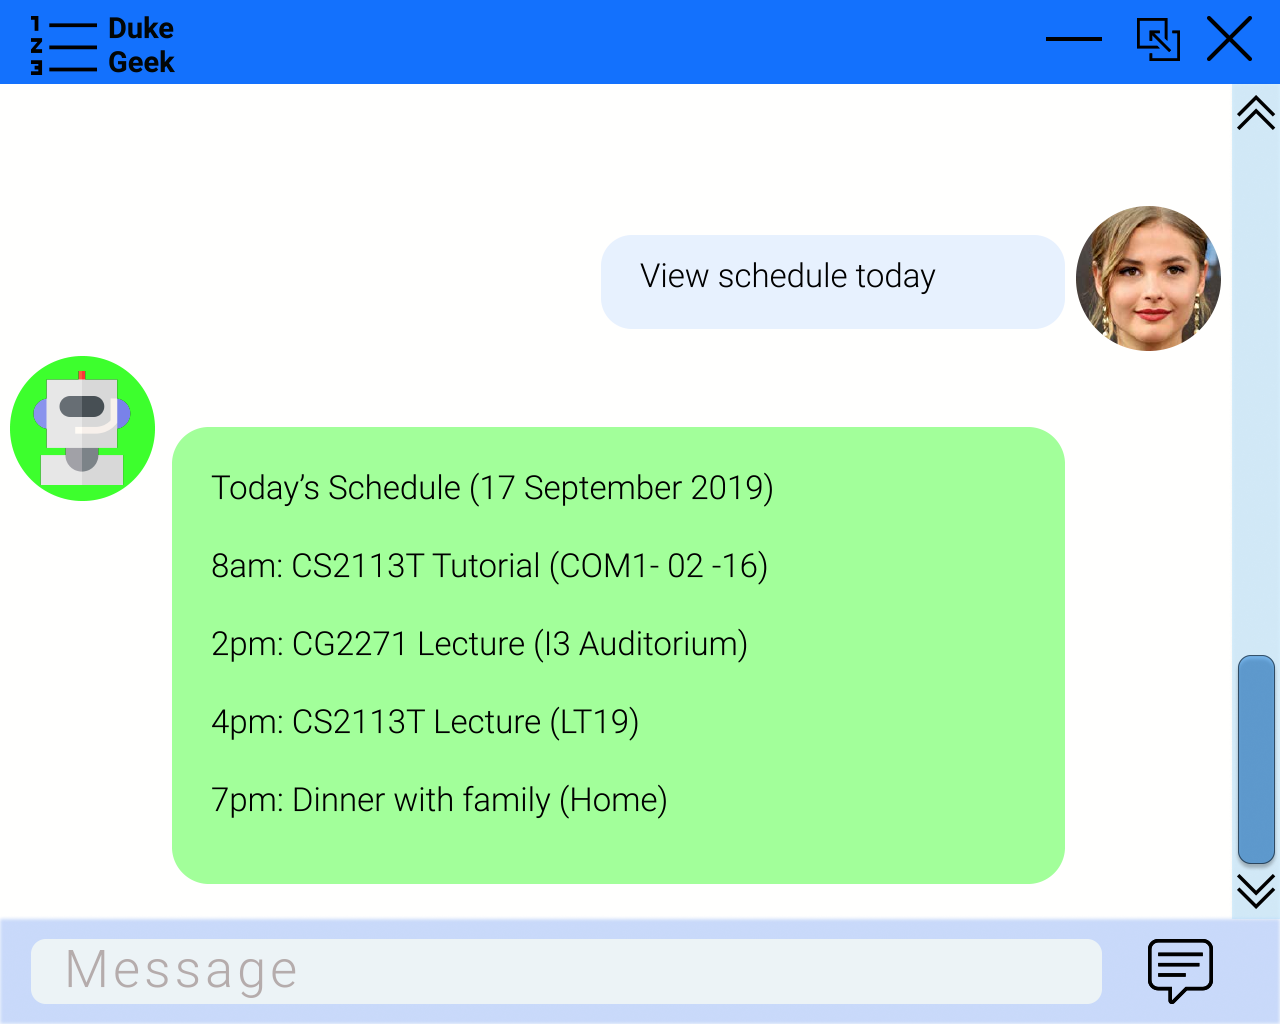 1
2
3
Duke
Geek
View schedule today
Today’s Schedule (17 September 2019)
8am: CS2113T Tutorial (COM1- 02 -16)
2pm: CG2271 Lecture (I3 Auditorium)
4pm: CS2113T Lecture (LT19)
7pm: Dinner with family (Home)
Message